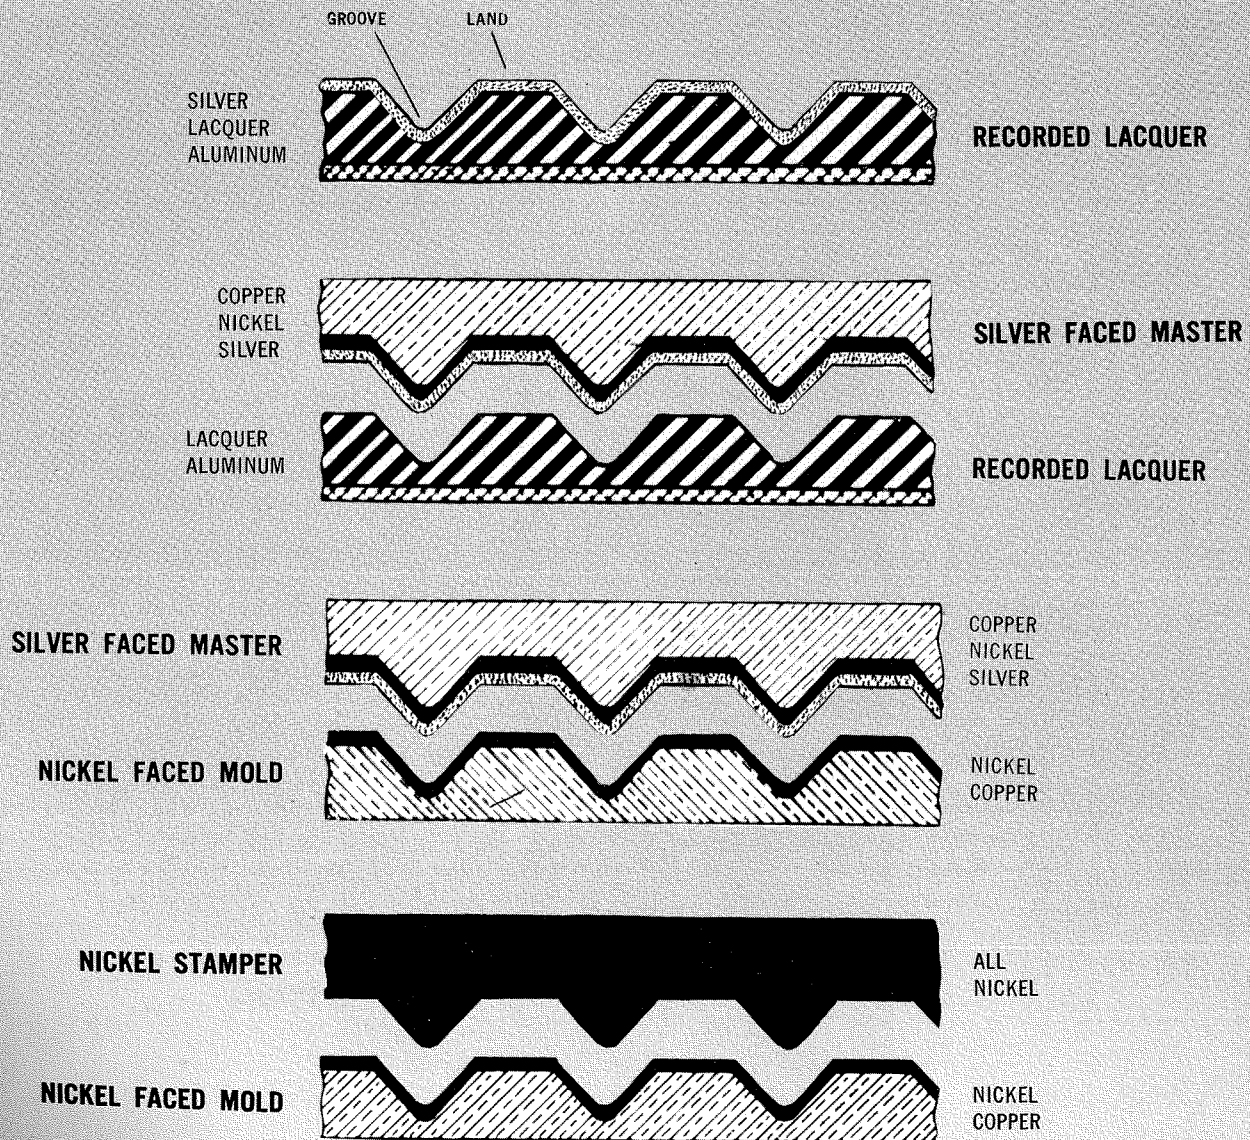 GROOVE LAND
SILVER
LACQUER
ALUMINUM
RECORDED LACQUER
COPPER
NICKEL
SILVER
SILVER FACED MASTER
LACQUER
ALUMINUM
RECORDED LACQUER
SILVER FACED MASTER
COPPER
NICKEL
SILVER
NICKEL FACED MOLD
NICKEL
COPPER
NICKEL STAMPER
ALL
NICKEL
NICKEL FACED MOLD
NICKEL
COPPER